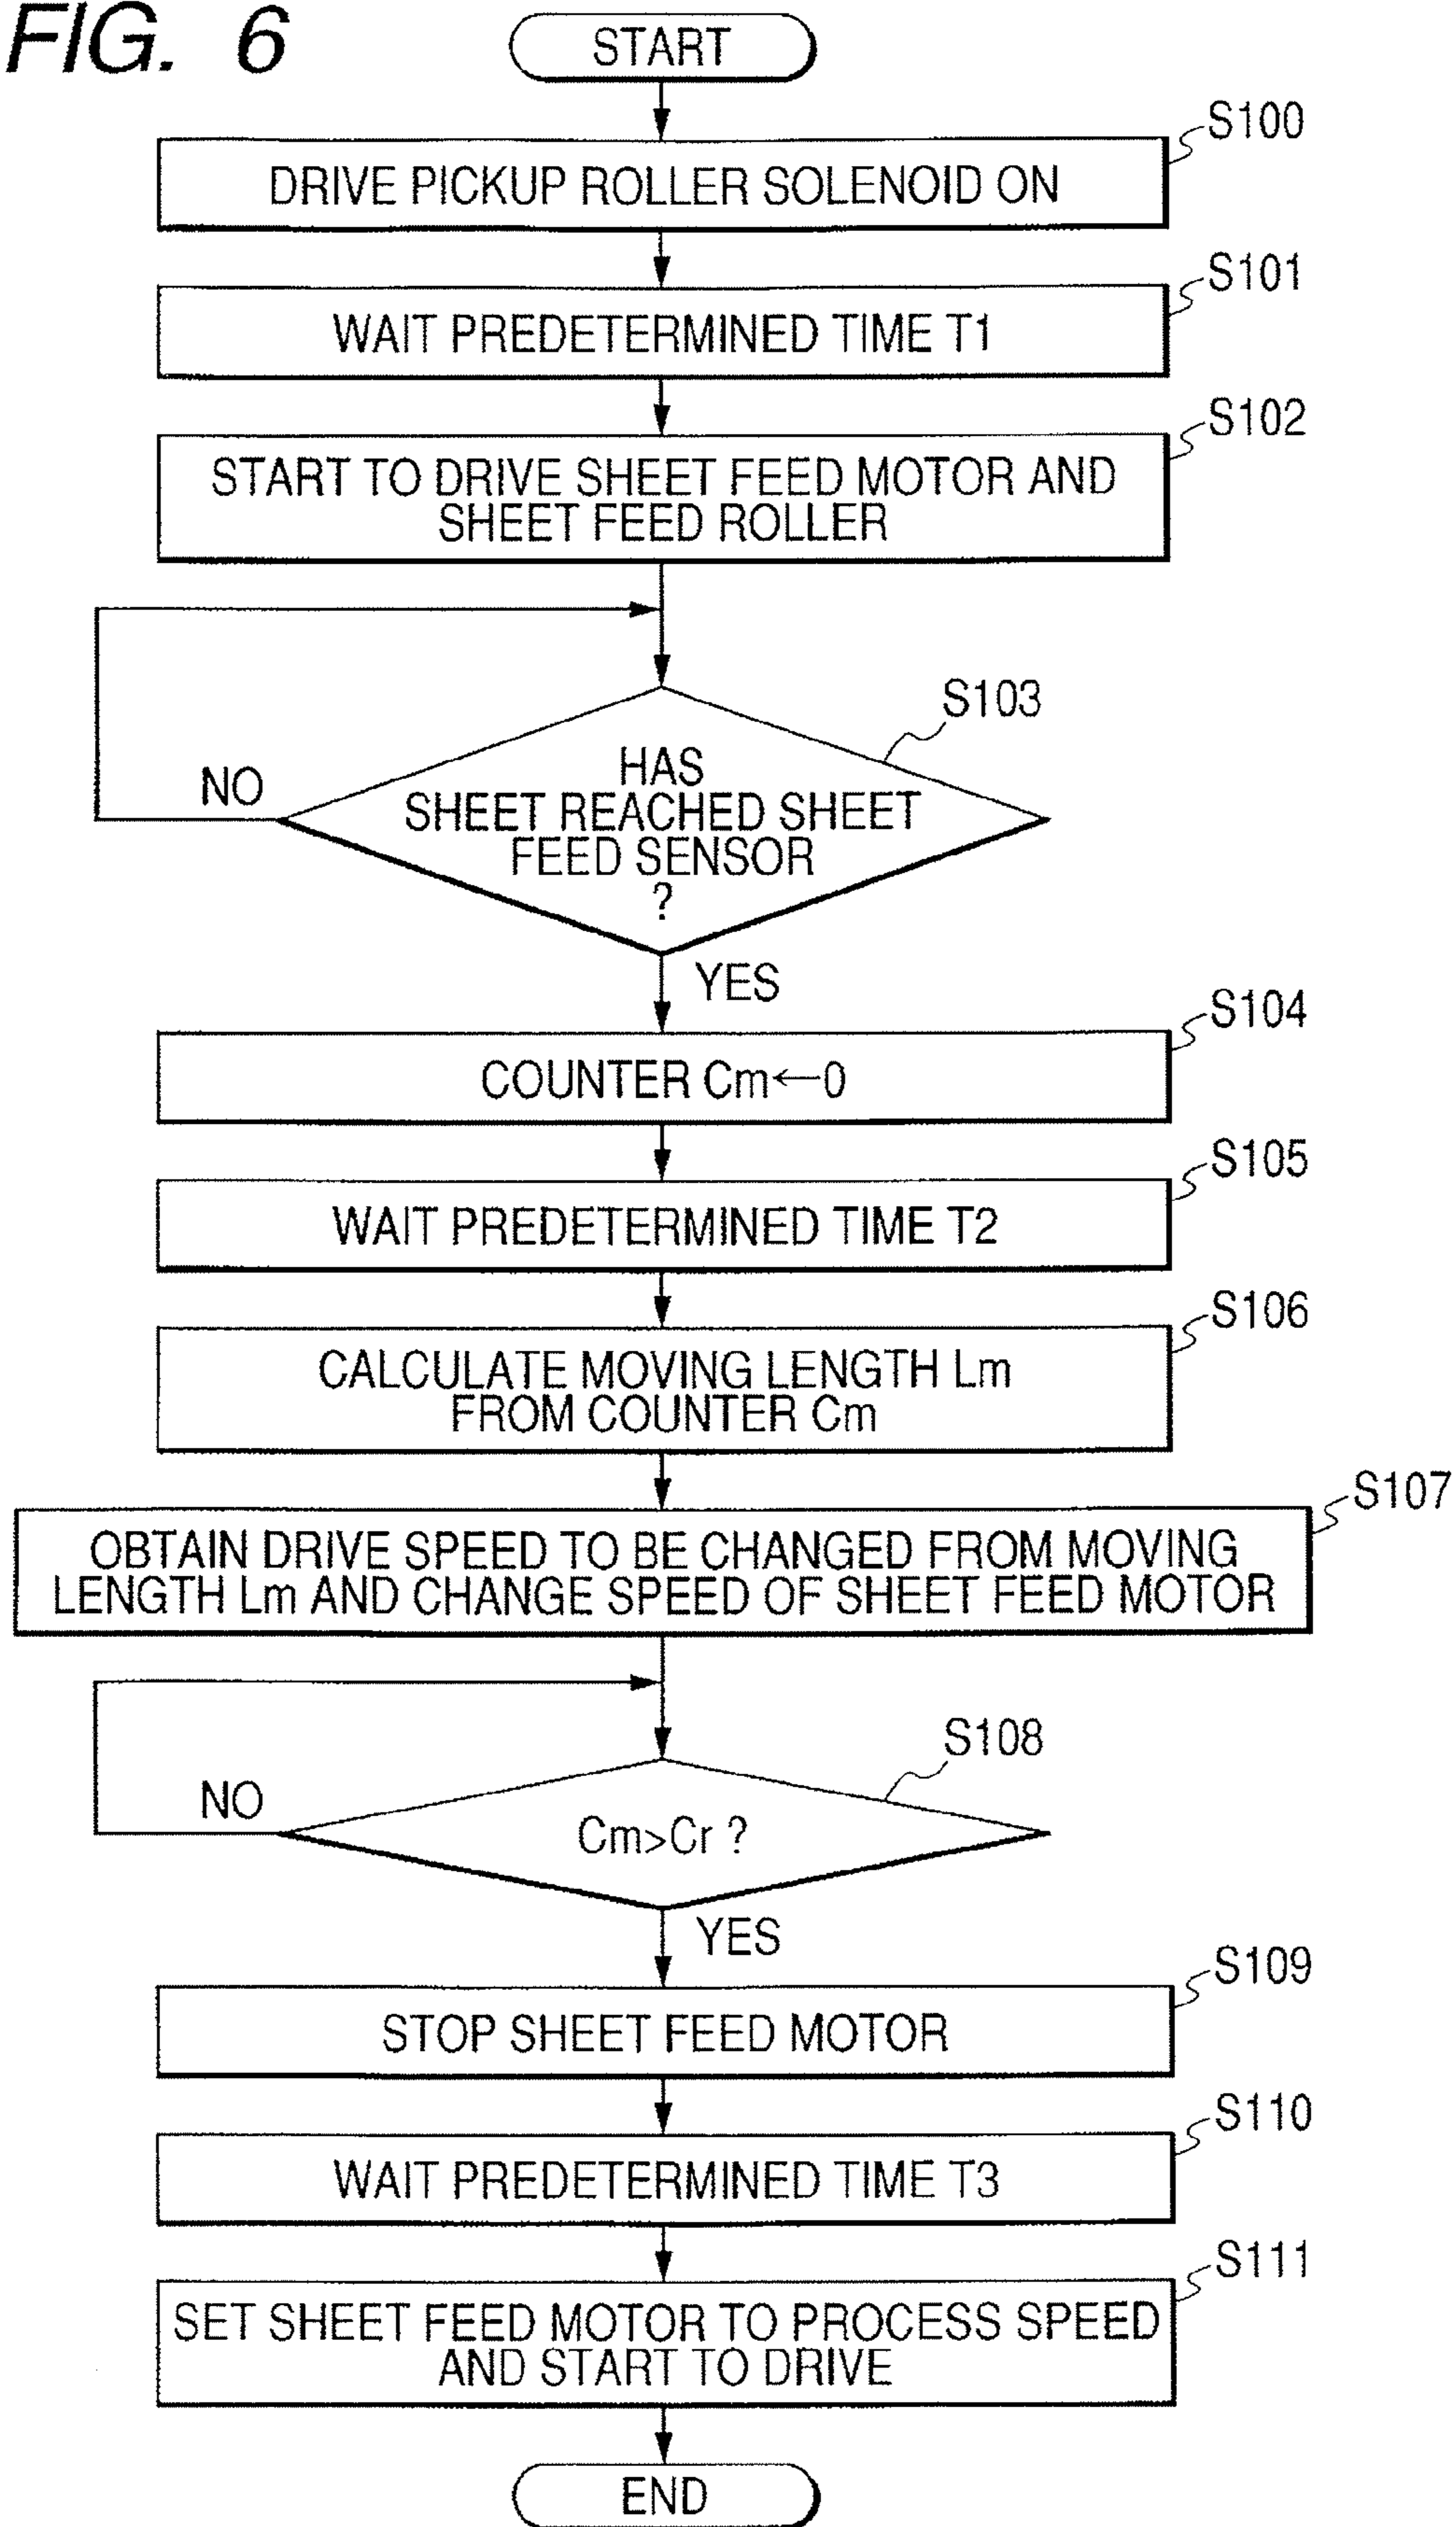 FIG. 6
START
S100
DRIVE PICKUP ROLLER SOLENOID ON
S101
WAIT PREDETERMINED TIME T1
S102
START TO DRIVE SHEET FEED MOTOR AND
SHEET FEED ROLLER
S103
HAS
SHEET REACHED SHEET
FEED SENSOR
?
NO
YES
S104
COUNTER Cm←0
S105
WAIT PREDETERMINED TIME T2
S106
CALCULATE MOVING LENGTH Lm
FROM COUNTER Cm
S107
OBTAIN DRIVE SPEED TO BE CHANGED FROM MOVING
LENGTH Lm AND CHANGE SPEED OF SHEET FEED MOTOR
S108
NO
Cm>Cr ?
YES
S109
STOP SHEET FEED MOTOR
S110
WAIT PREDETERMINED TIME T3
S111
SET SHEET FEED MOTOR TO PROCESS SPEED
AND START TO DRIVE
END